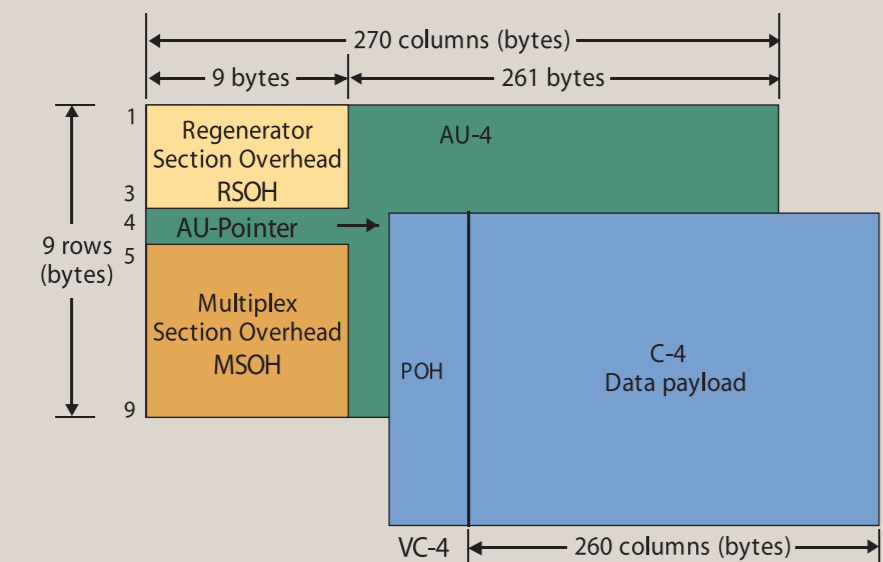 270 columns (bytes)
9 bytes
261 bytes
1
Regenerator
Section Overhead
RSOH
AU-4
3
4
AU-Pointer
9 rows
(bytes)
5
Multiplex
Section Overhead
MSOH
POH
C-4
Data payload
9
VC-4
260 columns (bytes)